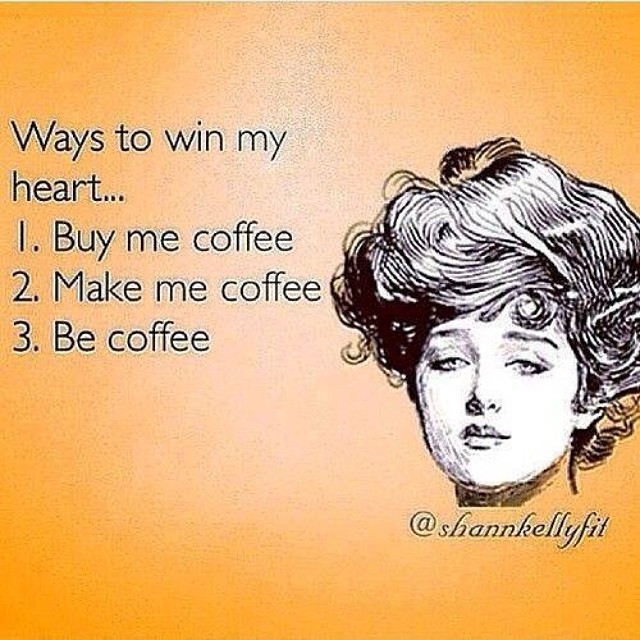 Ways to win my
heart...
1. Buy me coffee
2. Make me coffee
3. Be coffee
@shannkellyfit